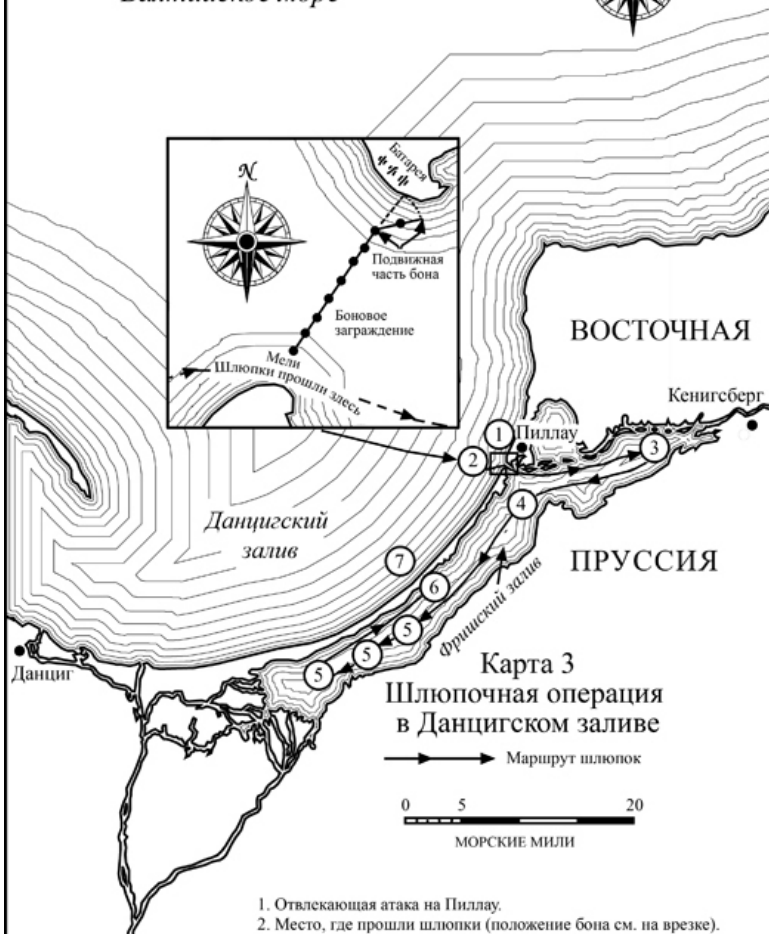 Балтийское море
N
Батарея
Подвижная
часть бона
Боновое
заграждение
Мели
Шлюпки прошли здесь
ВОСТОЧНАЯ
Кенигсберг
1
Пиллау
2
3
4
Данцигский
залив
7
ПРУССИЯ
6
Фришский залив
5
5
5
Данциг
Карта 3
Шлюпочная операция
в Данцигском заливе
Маршрут шлюпок
0 5 20
МОРСКИЕ МИЛИ
1. Отвлекающая атака на Пиллау.
2. Место, где прошли шлюпки (положение бона см. на врезке).